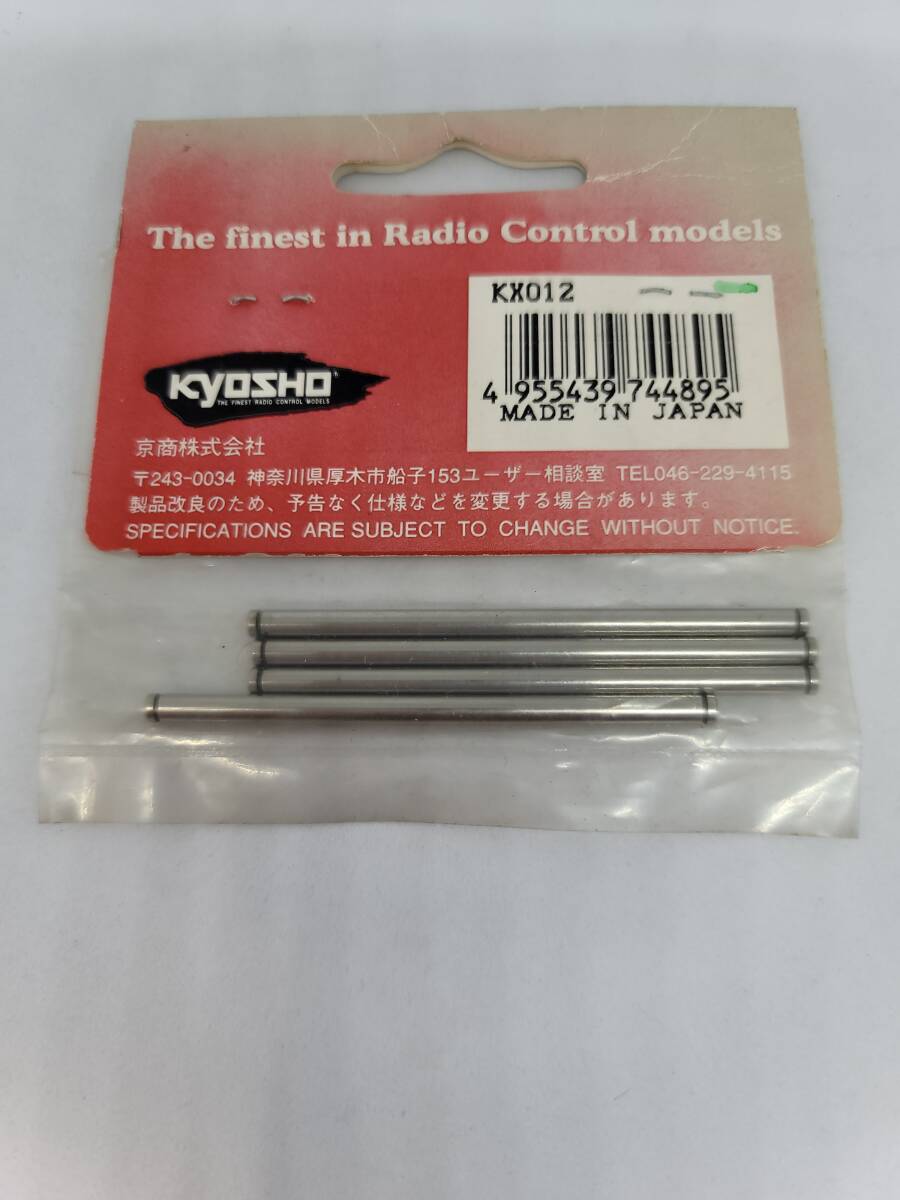 The finest in Radio Control models
KX012
4 955439 744895
MADE IN JAPAN
KYOSHO
THE FINEST RADIO CONTROL MODELS
京商株式会社
〒243-0034 神奈川県厚木市船子153ユーザー相談室 TEL046-229-4115
製品改良のため、予告なく仕様などを変更する場合があります。
SPECIFICATIONS ARE SUBJECT TO CHANGE WITHOUT NOTICE.